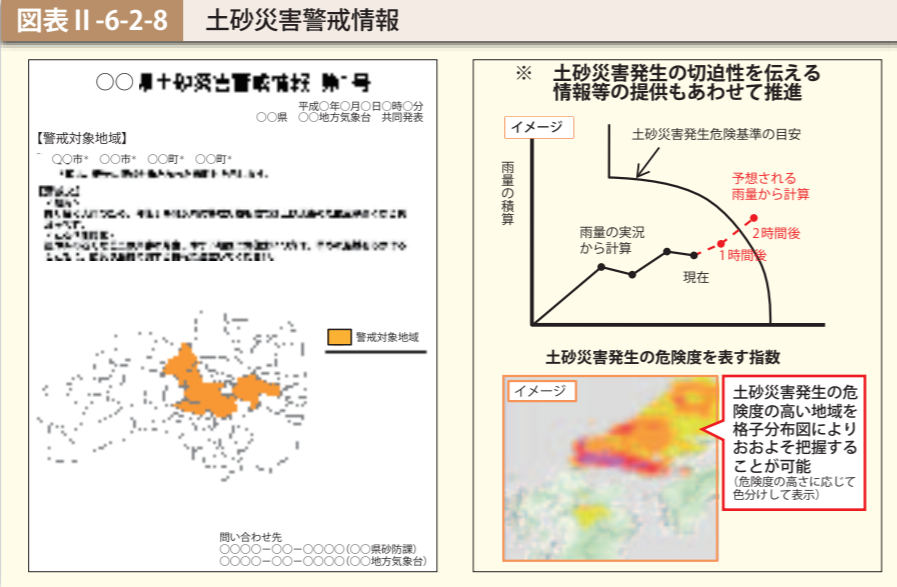 図表Ⅱ-6-2-8 土砂災害警戒情報
○○県土砂災害警戒情報 第 号
平成○年○月○日○時○分
○○県 ○○地方気象台 共同発表
【警戒対象地域】
○○市* ○○市* ○○町* ○○町*
警戒対象地域
問い合わせ先
○○○○－○○－○○○○(○○県砂防課)
○○○○－○○－○○○○(○○地方気象台)
※ 土砂災害発生の切迫性を伝える
情報等の提供もあわせて推進
イメージ
土砂災害発生危険基準の目安
雨量の積算
予想される
雨量から計算
雨量の実況
から計算
2時間後
1時間後
現在
土砂災害発生の危険度を表す指数
イメージ
土砂災害発生の危
険度の高い地域を
格子分布図により
おおよそ把握する
ことが可能
(危険度の高さに応じて
色分けして表示)